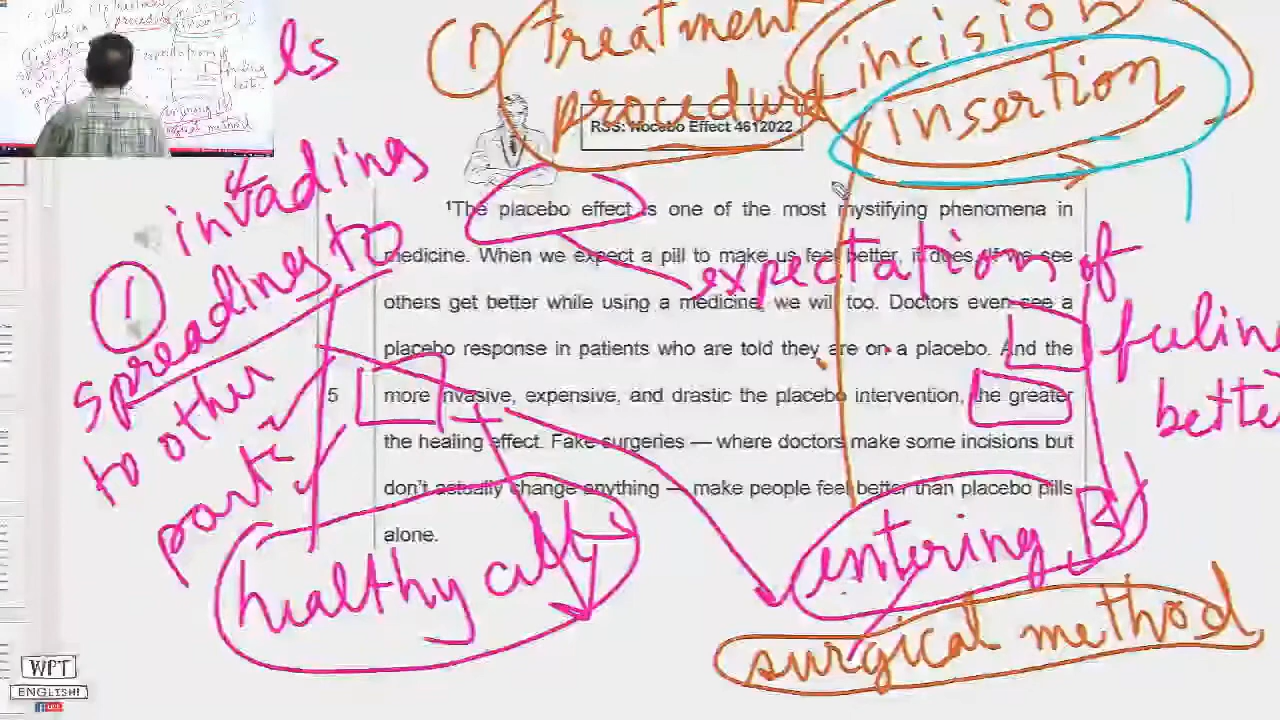 ls
1 treatment
procedure
incision
insertion
RSS: Nocebo Effect 4612022
invading
1 spreading to
to other
parts
¹The placebo effect is one of the most mystifying phenomena in
medicine. When we expect a pill to make us feel better, it does. If we see
others get better while using a medicine, we will too. Doctors even see a
placebo response in patients who are told they are on a placebo. And the
5 more invasive, expensive, and drastic the placebo intervention, the greater
the healing effect. Fake surgeries — where doctors make some incisions but
don't actually change anything — make people feel better than placebo pills
alone.
expectations of
better
healthy cells
entering B
surgical method
WPT
ENGLISH!